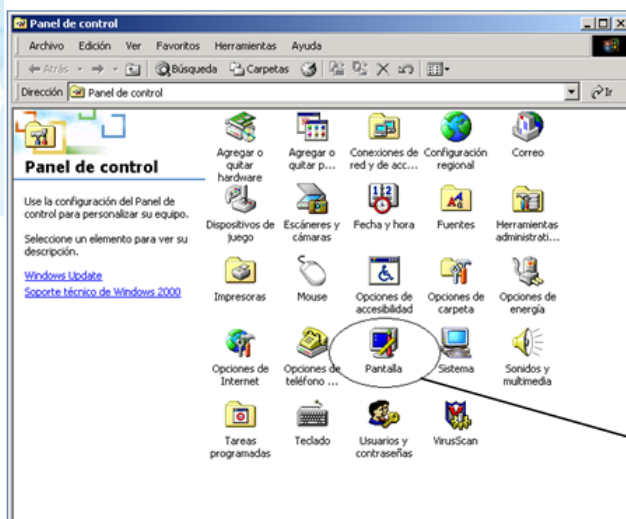 Panel de control
Archivo Edición Ver Favoritos Herramientas Ayuda
Atrás Búsqueda Carpetas
Dirección Panel de control Ir
Panel de control
Use la configuración del Panel de
control para personalizar su equipo.
Seleccione un elemento para ver su
descripción.
Windows Update
Soporte técnico de Windows 2000
Agregar o
quitar
hardware
Agregar o
quitar p...
Conexiones de
red y de acc...
Configuración
regional
Correo
Dispositivos de
juego
Escáneres y
cámaras
Fecha y hora
Fuentes
Herramientas
administrati...
Impresoras
Mouse
Opciones de
accesibilidad
Opciones de
carpeta
Opciones de
energía
Opciones de
Internet
Opciones de
teléfono ...
Pantalla
Sistema
Sonidos y
multimedia
Tareas
programadas
Teclado
Usuarios y
contraseñas
VirusScan